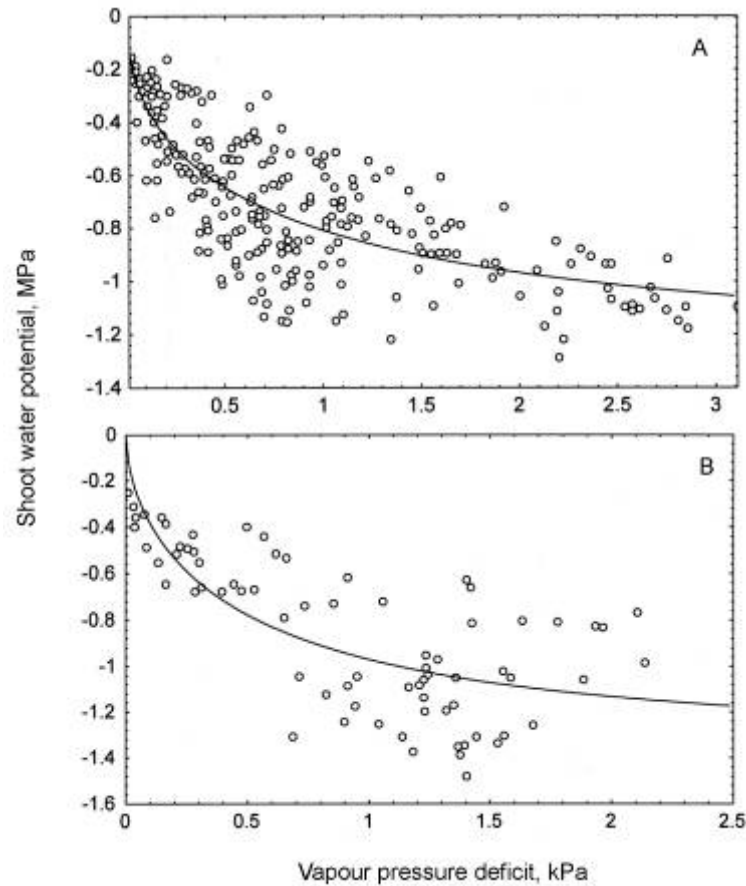 0
A
-0.2
-0.4
-0.6
-0.8
-1
-1.2
-1.4
0.5 1 1.5 2 2.5 3
Shoot water potential, MPa
0
B
-0.2
-0.4
-0.6
-0.8
-1
-1.2
-1.4
-1.6
0 0.5 1 1.5 2 2.5
Vapour pressure deficit, kPa